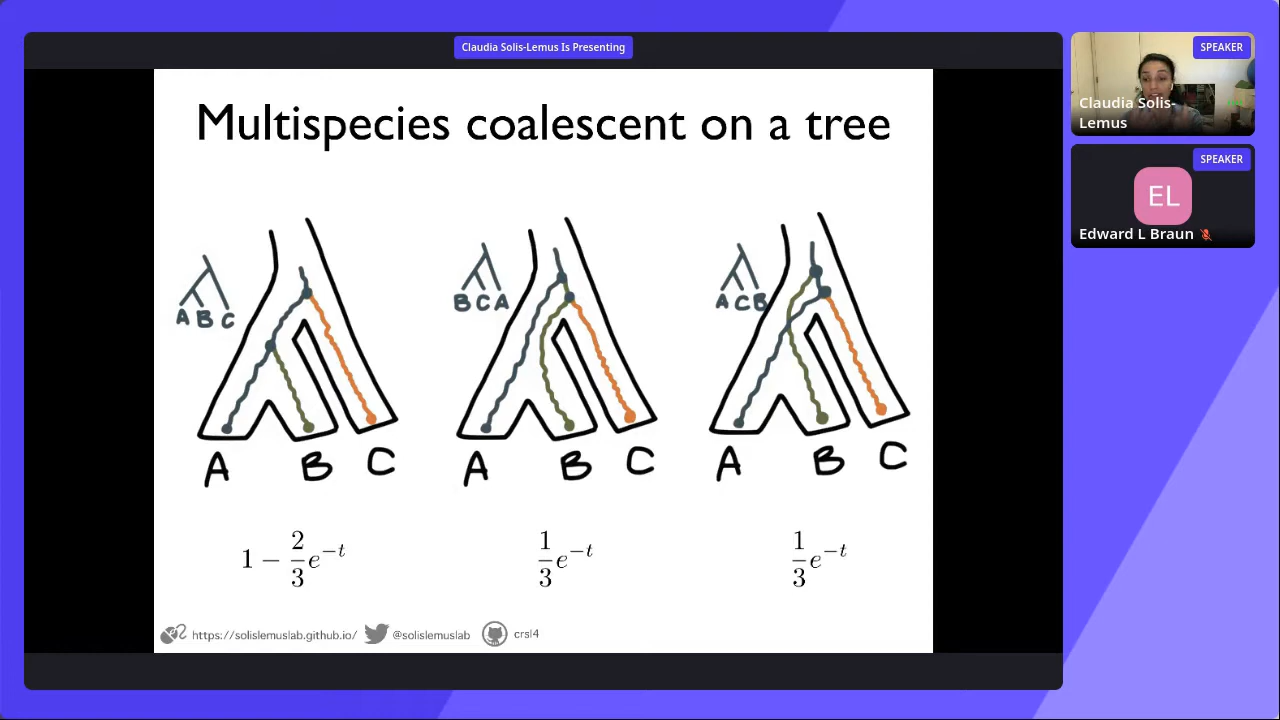 Claudia Solis-Lemus Is Presenting
SPEAKER
Claudia Solis-
Lemus
SPEAKER
EL
Edward L Braun
Multispecies coalescent on a tree
A B C
B C A
A C B
A B C
A B C
A B C
1 − 2/3 e^{−t}
1/3 e^{−t}
1/3 e^{−t}
https://solislemuslab.github.io/ @solislemuslab crsl4